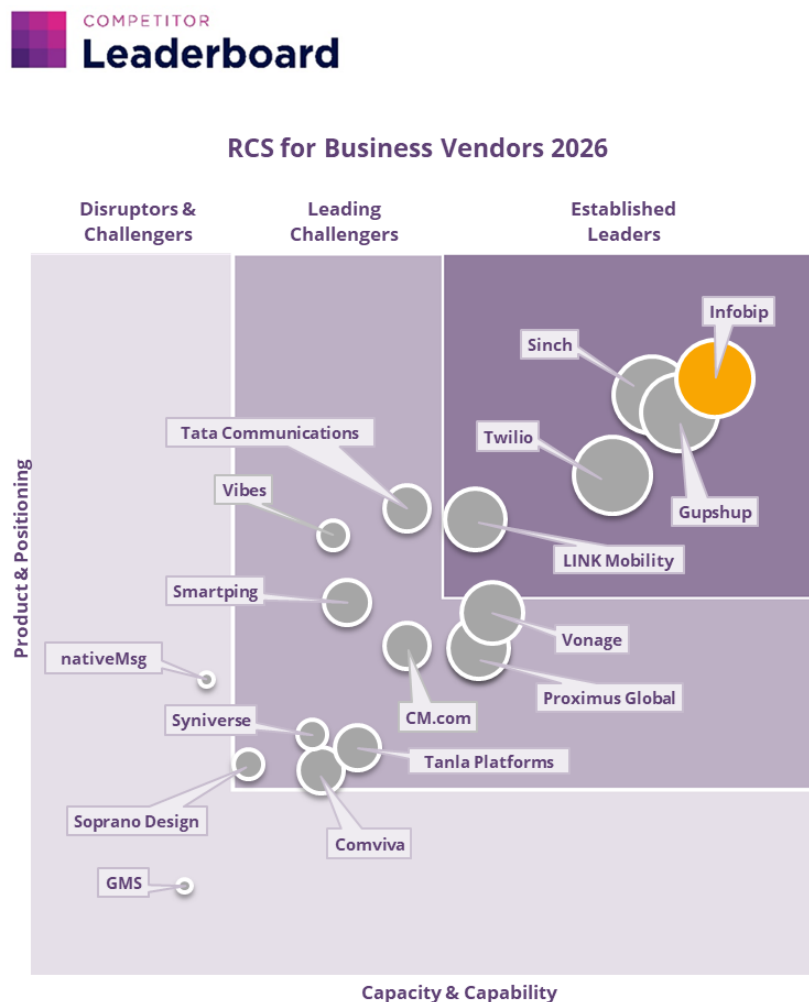 COMPETITOR
Leaderboard
RCS for Business Vendors 2026
Disruptors &
Challengers
Leading
Challengers
Established
Leaders
Infobip
Sinch
Tata Communications
Twilio
Vibes
Gupshup
LINK Mobility
Smartping
Vonage
nativeMsg
Proximus Global
CM.com
Syniverse
Tanla Platforms
Soprano Design
Comviva
GMS
Product & Positioning
Capacity & Capability